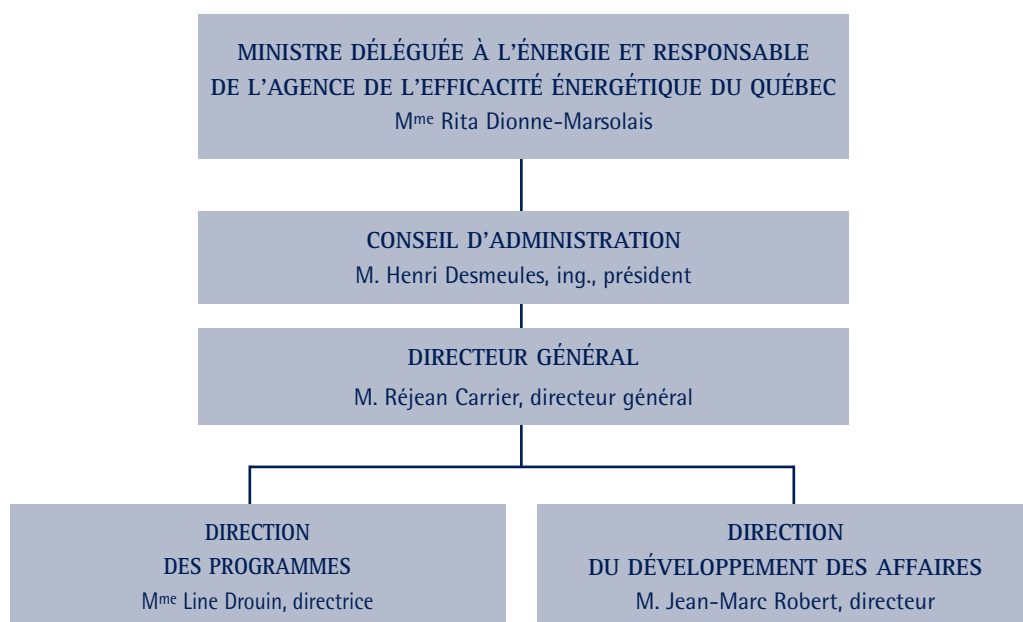 MINISTRE DÉLÉGUÉE À L'ÉNERGIE ET RESPONSABLE
DE L'AGENCE DE L'EFFICACITÉ ÉNERGÉTIQUE DU QUÉBEC
Mme Rita Dionne-Marsolais
CONSEIL D'ADMINISTRATION
M. Henri Desmeules, ing., président
DIRECTEUR GÉNÉRAL
M. Réjean Carrier, directeur général
DIRECTION
DES PROGRAMMES
Mme Line Drouin, directrice
DIRECTION
DU DÉVELOPPEMENT DES AFFAIRES
M. Jean-Marc Robert, directeur